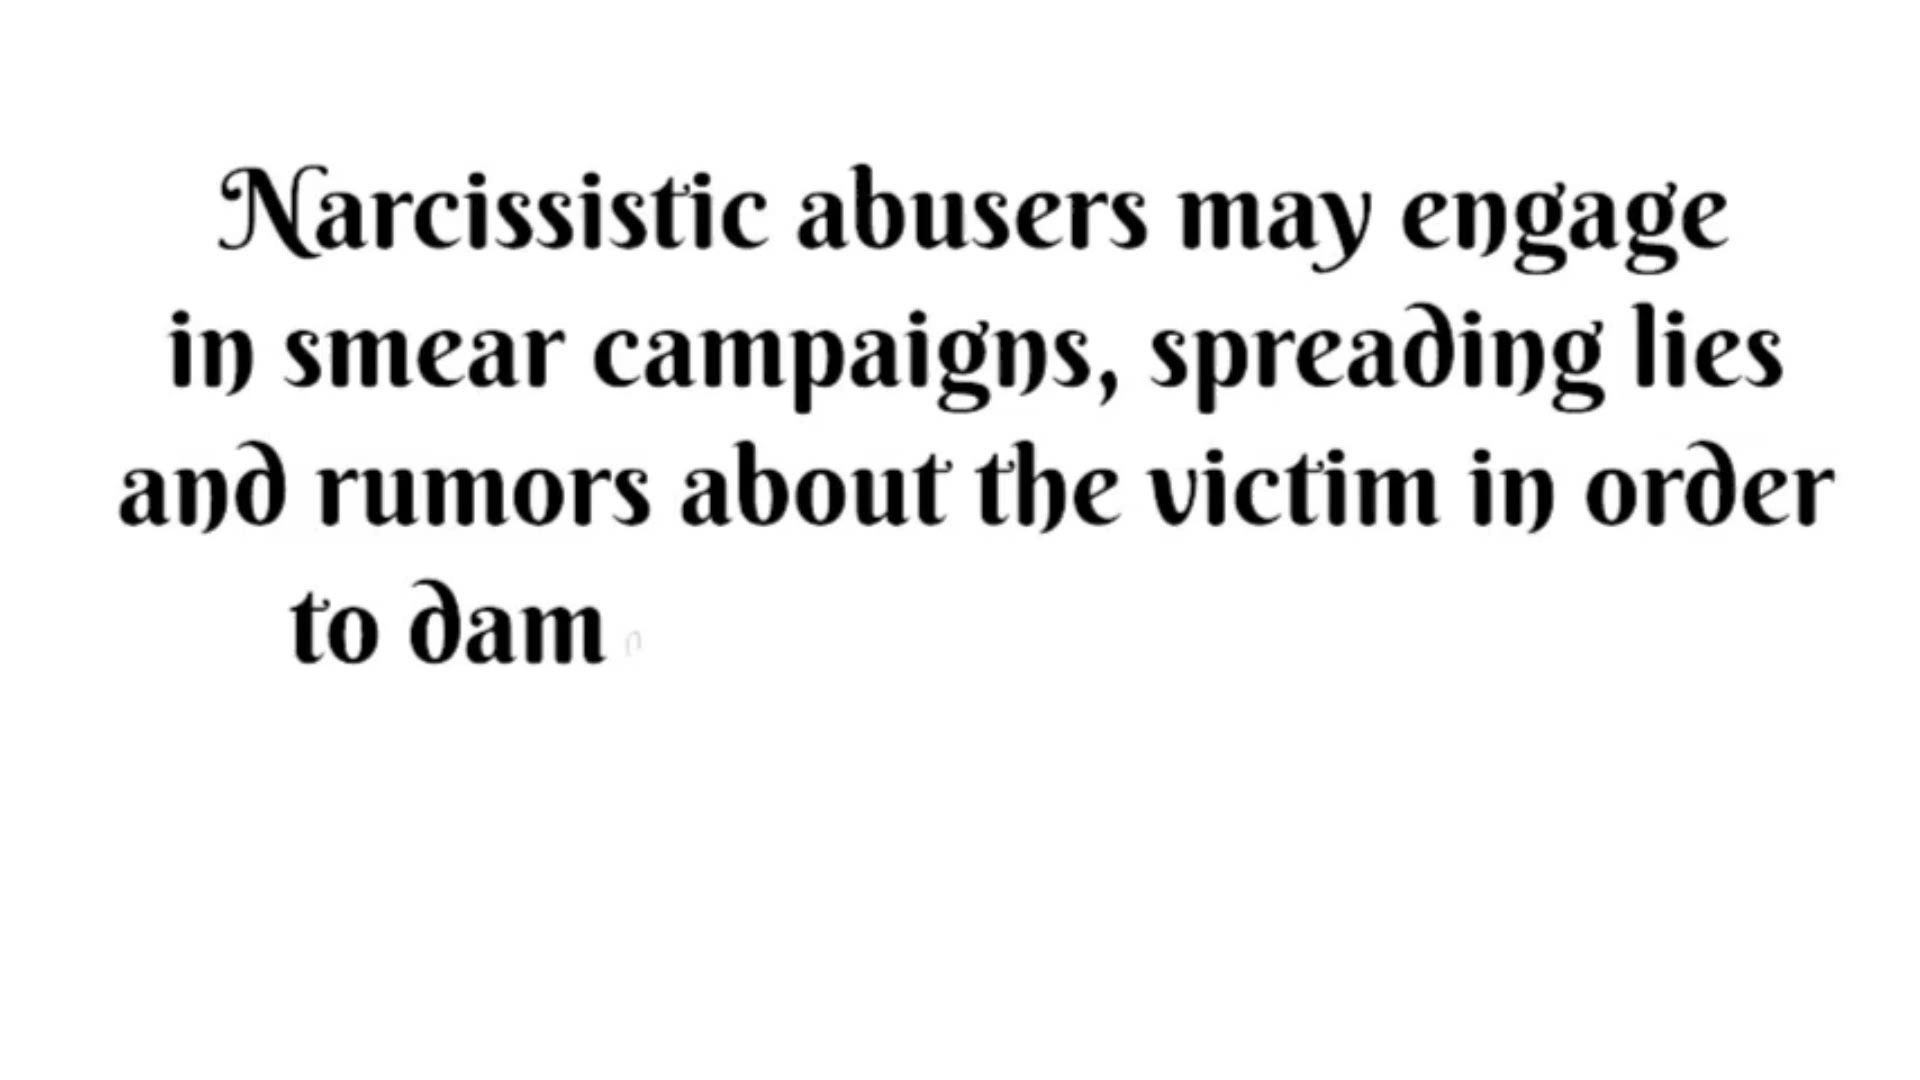 Narcissistic abusers may engage
in smear campaigns, spreading lies
and rumors about the victim in order
to dam